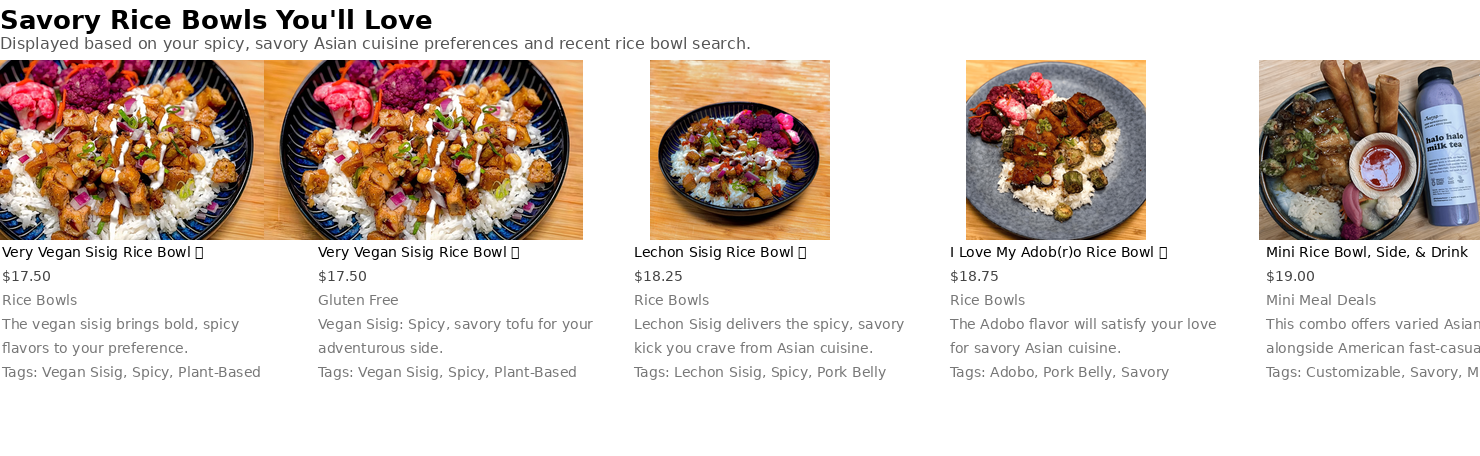 Savory Rice Bowls You'll Love
Displayed based on your spicy, savory Asian cuisine preferences and recent rice bowl search.
halo halo
milk tea
Very Vegan Sisig Rice Bowl
$17.50
Rice Bowls
The vegan sisig brings bold, spicy
flavors to your preference.
Tags: Vegan Sisig, Spicy, Plant-Based
Very Vegan Sisig Rice Bowl
$17.50
Gluten Free
Vegan Sisig: Spicy, savory tofu for your
adventurous side.
Tags: Vegan Sisig, Spicy, Plant-Based
Lechon Sisig Rice Bowl
$18.25
Rice Bowls
Lechon Sisig delivers the spicy, savory
kick you crave from Asian cuisine.
Tags: Lechon Sisig, Spicy, Pork Belly
I Love My Adob(r)o Rice Bowl
$18.75
Rice Bowls
The Adobo flavor will satisfy your love
for savory Asian cuisine.
Tags: Adobo, Pork Belly, Savory
Mini Rice Bowl, Side, & Drink
$19.00
Mini Meal Deals
This combo offers varied Asian
alongside American fast-casua
Tags: Customizable, Savory, M